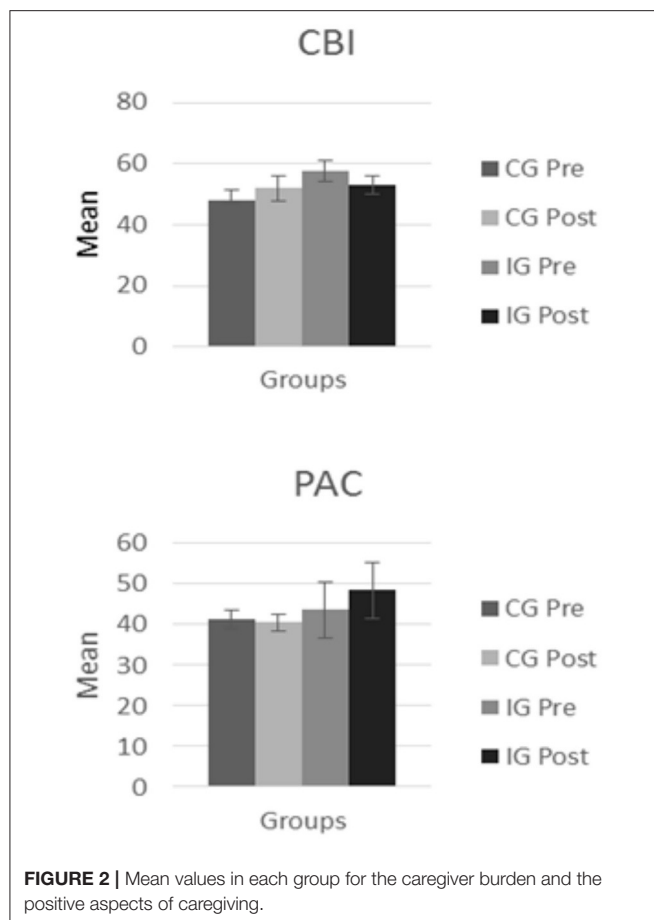 CBI
80
60
40
20
0
Mean
Groups
CG Pre
CG Post
IG Pre
IG Post
PAC
60
50
40
30
20
10
0
Mean
Groups
CG Pre
CG Post
IG Pre
IG Post
FIGURE 2 | Mean values in each group for the caregiver burden and the
positive aspects of caregiving.